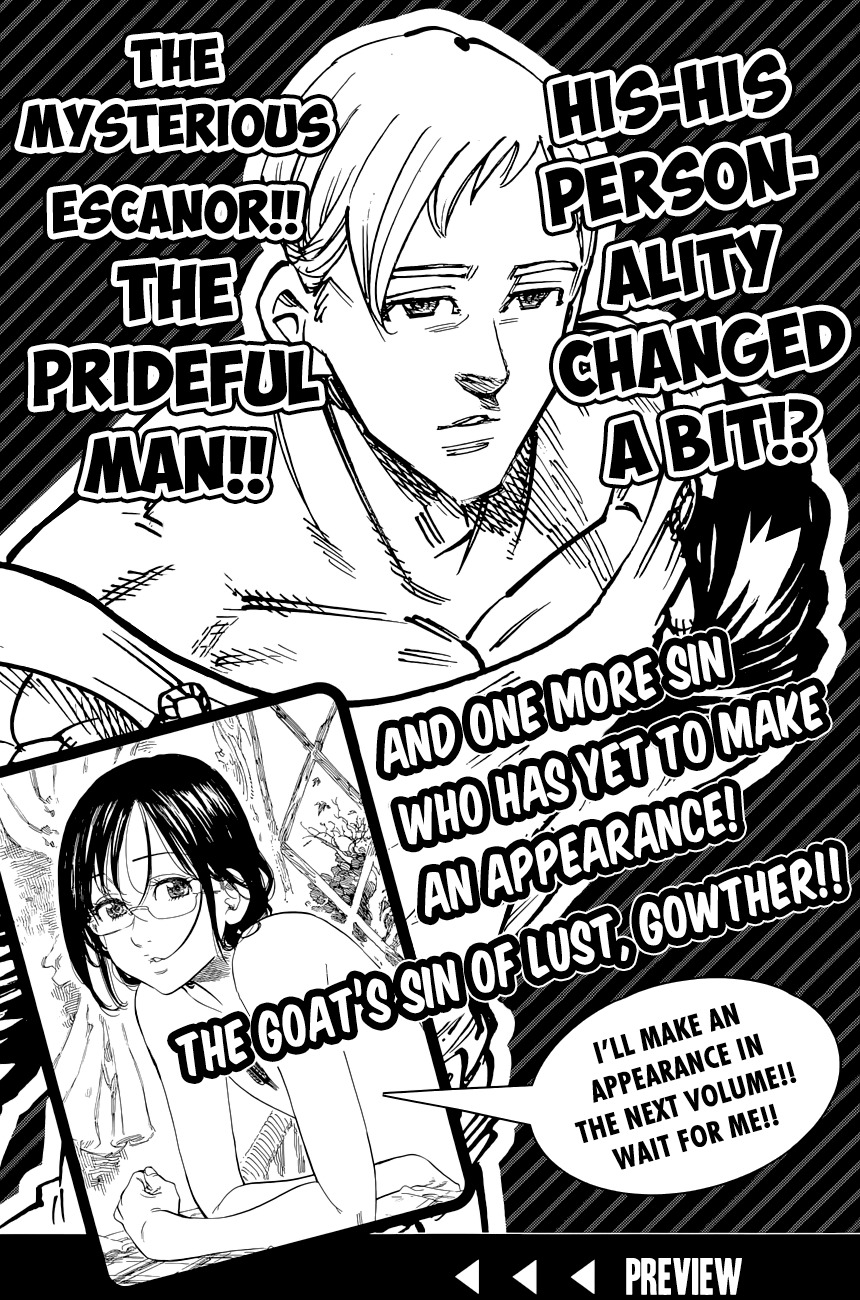 HIS-HIS
PERSON-
ALITY
CHANGED
A BIT!?
THE
MYSTERIOUS
ESCANOR!!
THE
PRIDEFUL
MAN!!
AND ONE MORE SIN
WHO HAS YET TO MAKE
AN APPEARANCE!
THE GOAT'S SIN OF LUST, GOWTHER!!
I'LL MAKE AN
APPEARANCE IN
THE NEXT VOLUME!!
WAIT FOR ME!!
PREVIEW